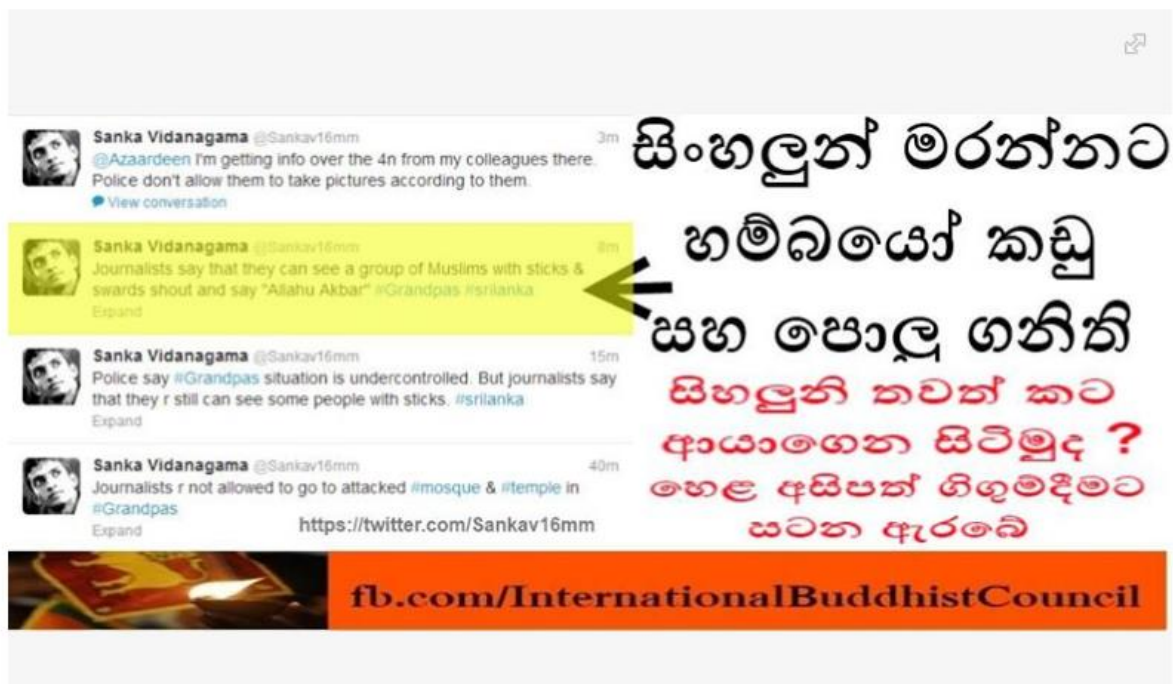 Sanka Vidanagama @Sankav16mm 3m
@Azaardeen I'm getting info over the 4n from my colleagues there.
Police don't allow them to take pictures according to them.
View conversation
Sanka Vidanagama @Sankav16mm 8m
Journalists say that they can see a group of Muslims with sticks &
swards shout and say "Allahu Akbar" #Grandpas #srilanka
Expand
Sanka Vidanagama @Sankav16mm 15m
Police say #Grandpas situation is undercontrolled. But journalists say
that they r still can see some people with sticks. #srilanka
Expand
Sanka Vidanagama @Sankav16mm 40m
Journalists r not allowed to go to attacked #mosque & #temple in
#Grandpas
Expand
https://twitter.com/Sankav16mm
සිංහලුන් මරන්නට
හම්බයෝ කඩු
සහ පොලු ගනිති
සිහලුනි තවත් කට
ආයාගෙන සිටිමුද ?
හෙළ අසිපත් ගිගුම්දීමට
සටන ඇරබේ
fb.com/InternationalBuddhistCouncil